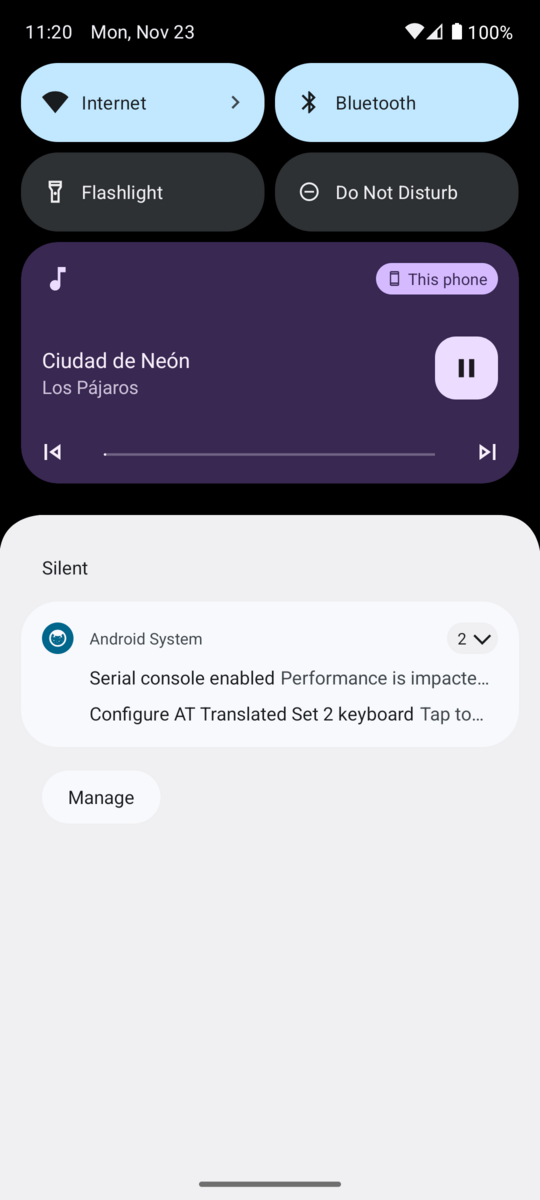 11:20 Mon, Nov 23 100%
Internet
Bluetooth
Flashlight
Do Not Disturb
This phone
Ciudad de Neón
Los Pájaros
Silent
Android System 2
Serial console enabled Performance is impacte…
Configure AT Translated Set 2 keyboard Tap to…
Manage